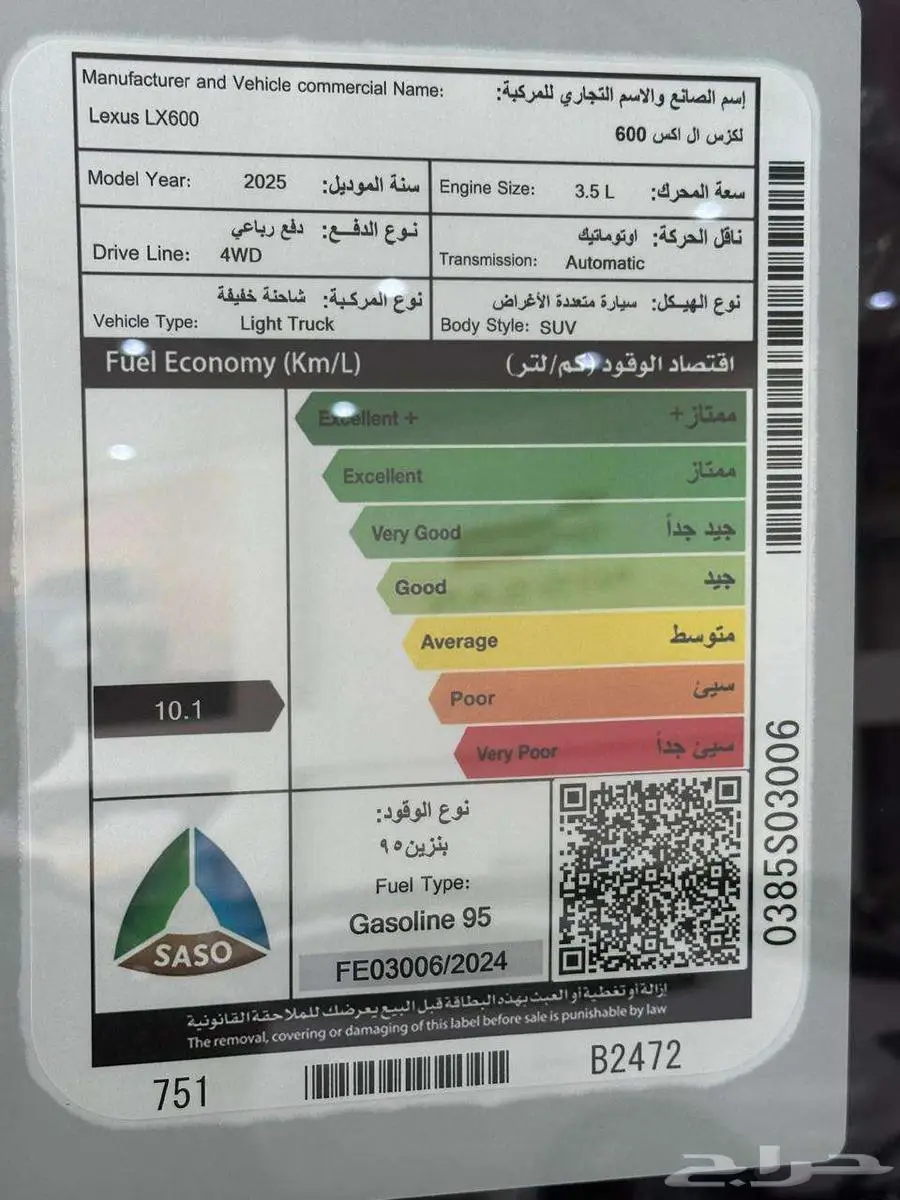 Manufacturer and Vehicle commercial Name: إسم الصانع والاسم التجاري للمركبة:
Lexus LX600
لكزس ال اكس 600
Model Year: 2025 سنة الموديل:
Engine Size: 3.5 L سعة المحرك:
نوع الدفع: دفع رباعي
Drive Line: 4WD
ناقل الحركة: اوتوماتيك
Transmission: Automatic
نوع المركبة: شاحنة خفيفة
Vehicle Type: Light Truck
نوع الهيكل: سيارة متعددة الأغراض
Body Style: SUV
Fuel Economy (Km/L) اقتصاد الوقود (كم/لتر)
Excellent + ممتاز +
Excellent ممتاز
Very Good جيد جداً
Good جيد
Average متوسط
Poor سيئ
Very Poor سيئ جداً
10.1
SASO
نوع الوقود:
بنزين ٩٥
Fuel Type:
Gasoline 95
FE03006/2024
إزالة أو تغطية أو العبث بهذه البطاقة قبل البيع يعرضك للملاحقة القانونية
The removal, covering or damaging of this label before sale is punishable by law
751
B2472
0385S03006
حراج